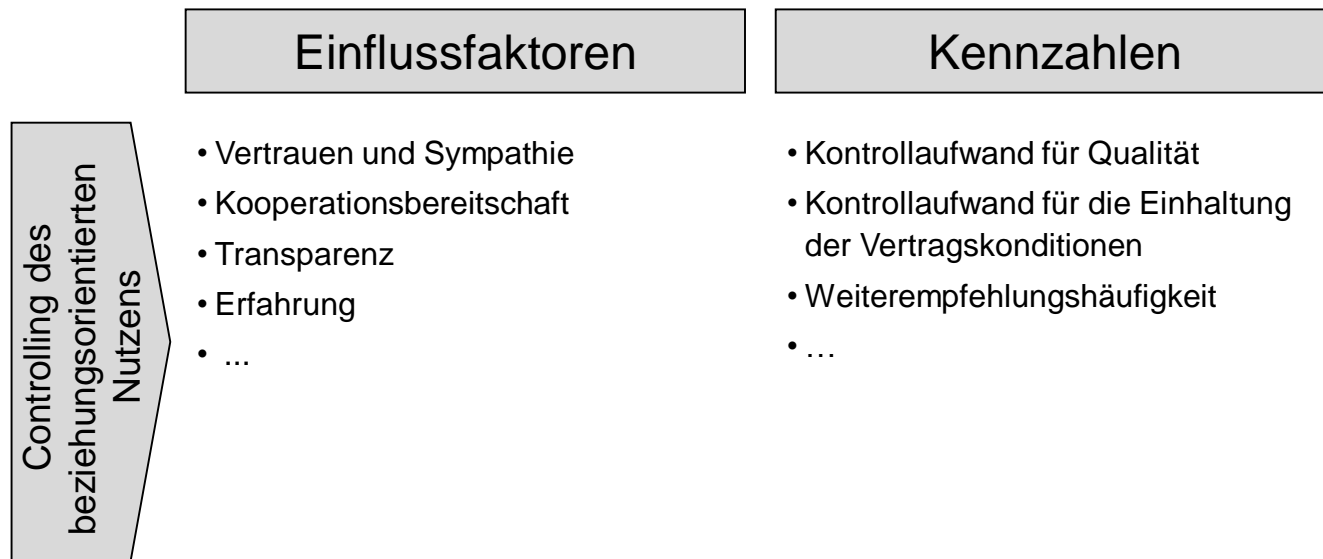 Einflussfaktoren
Kennzahlen
Controlling des
beziehungsorientierten
Nutzens
• Vertrauen und Sympathie
• Kooperationsbereitschaft
• Transparenz
• Erfahrung
• ...
• Kontrollaufwand für Qualität
• Kontrollaufwand für die Einhaltung
der Vertragskonditionen
• Weiterempfehlungshäufigkeit
• …